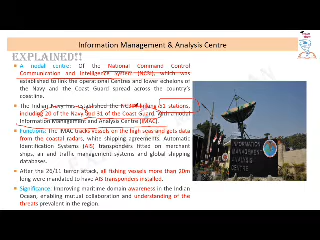 Information Management & Analysis Centre
EXPLAINED!!!
A nodal centre: Of the National Command Control
Communication and Intelligence System (NC3I), which was
established to link the operational Centres and lower echelons of
the Navy and the Coast Guard spread across the country's
coastline.
The Indian Navy has established the NC3I linking 51 stations,
including 20 of the Navy and 31 of the Coast Guard, with a nodal
Information Management and Analysis Centre (IMAC).
Functions: The IMAC tracks vessels on the high seas and gets data
from the coastal radars, white shipping agreements, Automatic
Identification Systems (AIS) transponders fitted on merchant
ships, air and traffic management systems and global shipping
databases.
After the 26/11 terror attack, all fishing vessels more than 20m
long were mandated to have AIS transponders installed.
Significance: Improving maritime domain awareness in the Indian
Ocean, enabling mutual collaboration and understanding of the
threats prevalent in the region.